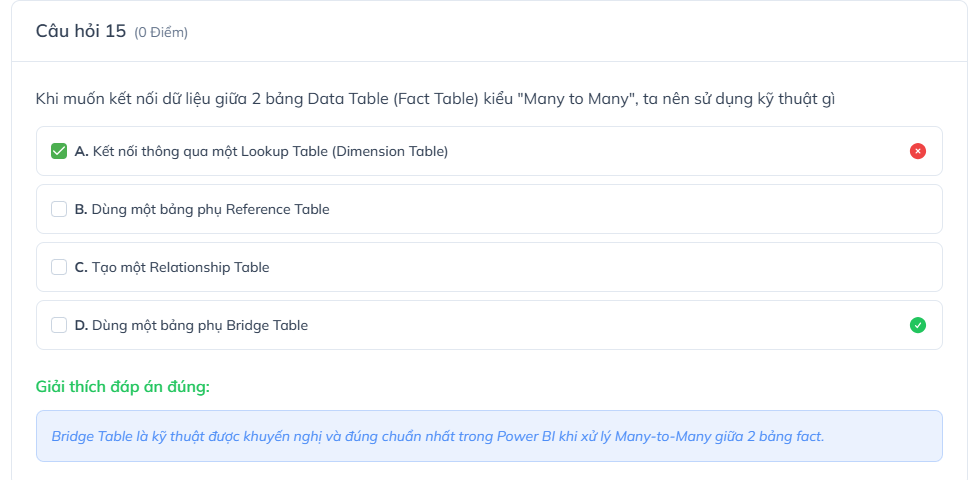 Câu hỏi 15 (0 Điểm)
Khi muốn kết nối dữ liệu giữa 2 bảng Data Table (Fact Table) kiểu "Many to Many", ta nên sử dụng kỹ thuật gì
A. Kết nối thông qua một Lookup Table (Dimension Table)
B. Dùng một bảng phụ Reference Table
C. Tạo một Relationship Table
D. Dùng một bảng phụ Bridge Table
Giải thích đáp án đúng:
Bridge Table là kỹ thuật được khuyến nghị và đúng chuẩn nhất trong Power BI khi xử lý Many-to-Many giữa 2 bảng fact.